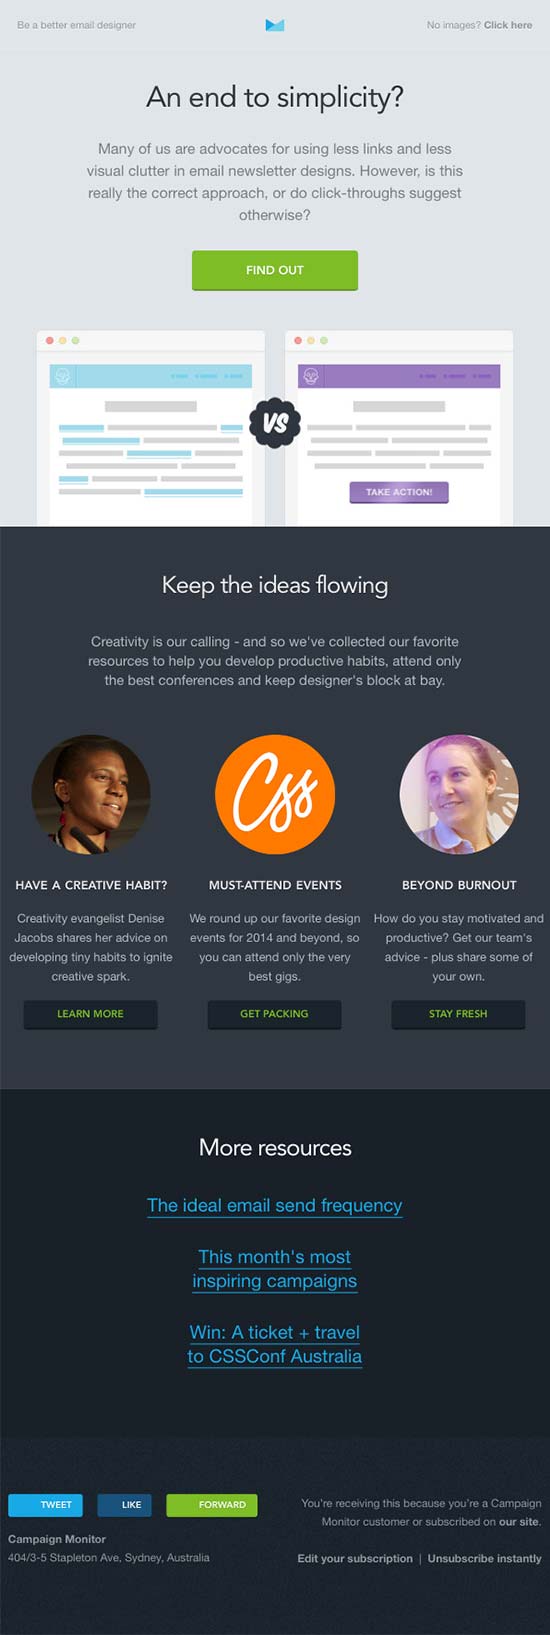 Be a better email designer
No images? Click here
An end to simplicity?
Many of us are advocates for using less links and less
visual clutter in email newsletter designs. However, is this
really the correct approach, or do click-throughs suggest
otherwise?
FIND OUT
VS
TAKE ACTION!
Keep the ideas flowing
Creativity is our calling - and so we've collected our favorite
resources to help you develop productive habits, attend only
the best conferences and keep designer's block at bay.
Css
HAVE A CREATIVE HABIT?
Creativity evangelist Denise
Jacobs shares her advice on
developing tiny habits to ignite
creative spark.
LEARN MORE
MUST-ATTEND EVENTS
We round up our favorite design
events for 2014 and beyond, so
you can attend only the very
best gigs.
GET PACKING
BEYOND BURNOUT
How do you stay motivated and
productive? Get our team's
advice - plus share some of
your own.
STAY FRESH
More resources
The ideal email send frequency
This month's most
inspiring campaigns
Win: A ticket + travel
to CSSConf Australia
TWEET
LIKE
FORWARD
Campaign Monitor
404/3-5 Stapleton Ave, Sydney, Australia
You're receiving this because you're a Campaign
Monitor customer or subscribed on our site.
Edit your subscription | Unsubscribe instantly